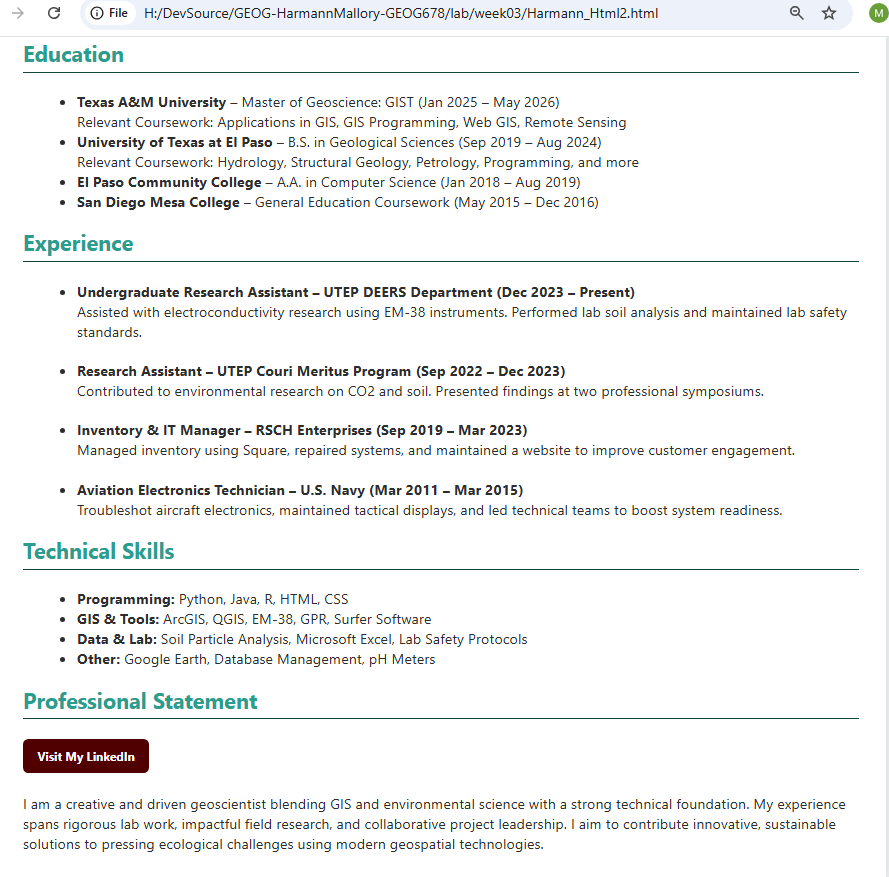 File H:/DevSource/GEOG-HarmannMallory-GEOG678/lab/week03/Harmann_Html2.html M
Education
• Texas A&M University – Master of Geoscience: GIST (Jan 2025 – May 2026)
Relevant Coursework: Applications in GIS, GIS Programming, Web GIS, Remote Sensing
• University of Texas at El Paso – B.S. in Geological Sciences (Sep 2019 – Aug 2024)
Relevant Coursework: Hydrology, Structural Geology, Petrology, Programming, and more
• El Paso Community College – A.A. in Computer Science (Jan 2018 – Aug 2019)
• San Diego Mesa College – General Education Coursework (May 2015 – Dec 2016)
Experience
• Undergraduate Research Assistant – UTEP DEERS Department (Dec 2023 – Present)
Assisted with electroconductivity research using EM-38 instruments. Performed lab soil analysis and maintained lab safety
standards.
• Research Assistant – UTEP Couri Meritus Program (Sep 2022 – Dec 2023)
Contributed to environmental research on CO2 and soil. Presented findings at two professional symposiums.
• Inventory & IT Manager – RSCH Enterprises (Sep 2019 – Mar 2023)
Managed inventory using Square, repaired systems, and maintained a website to improve customer engagement.
• Aviation Electronics Technician – U.S. Navy (Mar 2011 – Mar 2015)
Troubleshot aircraft electronics, maintained tactical displays, and led technical teams to boost system readiness.
Technical Skills
• Programming: Python, Java, R, HTML, CSS
• GIS & Tools: ArcGIS, QGIS, EM-38, GPR, Surfer Software
• Data & Lab: Soil Particle Analysis, Microsoft Excel, Lab Safety Protocols
• Other: Google Earth, Database Management, pH Meters
Professional Statement
Visit My LinkedIn
I am a creative and driven geoscientist blending GIS and environmental science with a strong technical foundation. My experience
spans rigorous lab work, impactful field research, and collaborative project leadership. I aim to contribute innovative, sustainable
solutions to pressing ecological challenges using modern geospatial technologies.